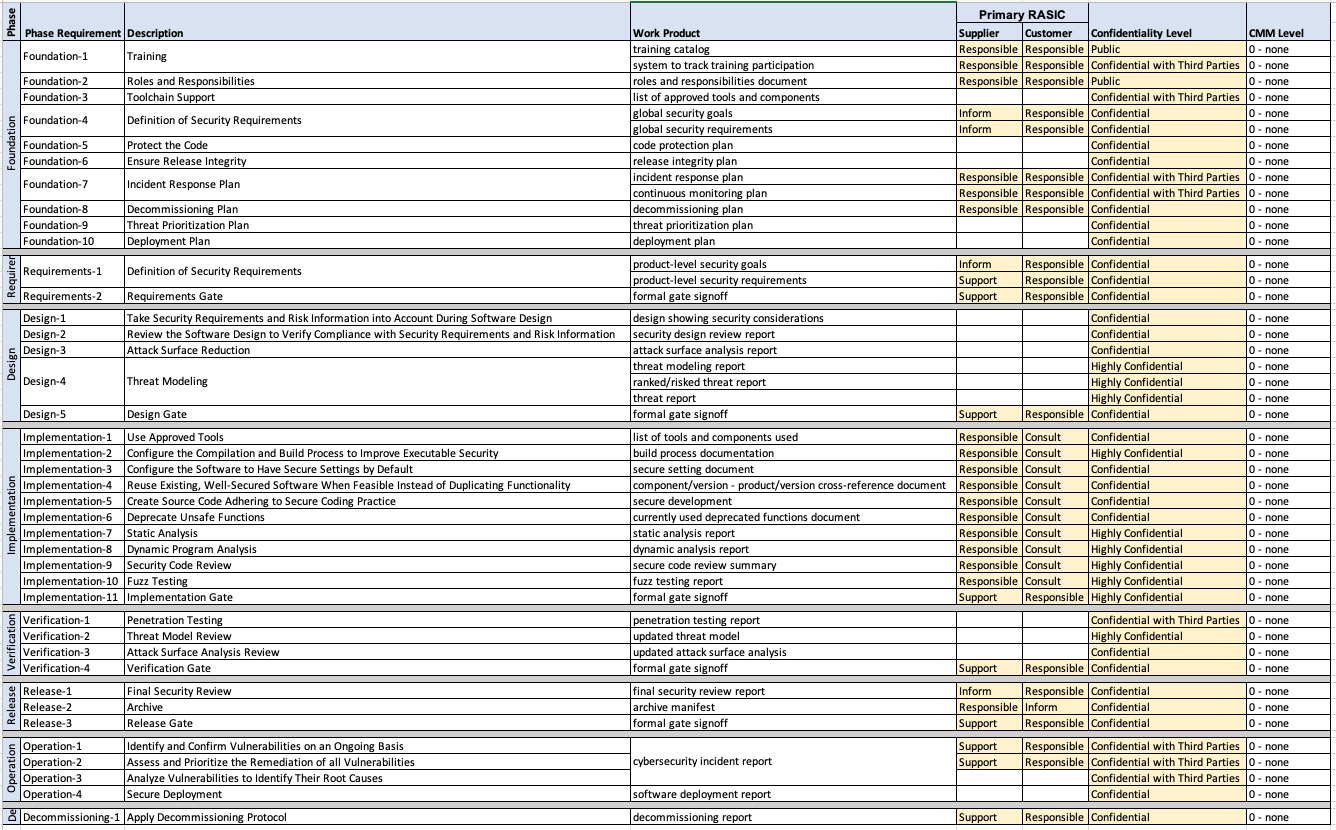 Primary RASIC
Phase Phase Requirement Description Work Product Supplier Customer Confidentiality Level CMM Level
Foundation
Foundation-1 Training training catalog Responsible Responsible Public 0 - none
system to track training participation Responsible Responsible Confidential with Third Parties 0 - none
Foundation-2 Roles and Responsibilities roles and responsibilities document Responsible Responsible Public 0 - none
Foundation-3 Toolchain Support list of approved tools and components Confidential with Third Parties 0 - none
Foundation-4 Definition of Security Requirements global security goals Inform Responsible Confidential 0 - none
global security requirements Inform Responsible Confidential 0 - none
Foundation-5 Protect the Code code protection plan Confidential 0 - none
Foundation-6 Ensure Release Integrity release integrity plan Confidential 0 - none
Foundation-7 Incident Response Plan incident response plan Responsible Responsible Confidential with Third Parties 0 - none
continuous monitoring plan Responsible Responsible Confidential with Third Parties 0 - none
Foundation-8 Decommissioning Plan decommissioning plan Responsible Responsible Confidential 0 - none
Foundation-9 Threat Prioritization Plan threat prioritization plan Confidential 0 - none
Foundation-10 Deployment Plan deployment plan Confidential 0 - none
Requirer
Requirements-1 Definition of Security Requirements product-level security goals Inform Responsible Confidential 0 - none
product-level security requirements Support Responsible Confidential 0 - none
Requirements-2 Requirements Gate formal gate signoff Support Responsible Confidential 0 - none
Design
Design-1 Take Security Requirements and Risk Information into Account During Software Design design showing security considerations Confidential 0 - none
Design-2 Review the Software Design to Verify Compliance with Security Requirements and Risk Information security design review report Confidential 0 - none
Design-3 Attack Surface Reduction attack surface analysis report Confidential 0 - none
Design-4 Threat Modeling threat modeling report Highly Confidential 0 - none
ranked/risked threat report Highly Confidential 0 - none
threat report Highly Confidential 0 - none
Design-5 Design Gate formal gate signoff Support Responsible Confidential 0 - none
Implementation
Implementation-1 Use Approved Tools list of tools and components used Responsible Consult Confidential 0 - none
Implementation-2 Configure the Compilation and Build Process to Improve Executable Security build process documentation Responsible Consult Highly Confidential 0 - none
Implementation-3 Configure the Software to Have Secure Settings by Default secure setting document Responsible Consult Confidential 0 - none
Implementation-4 Reuse Existing, Well-Secured Software When Feasible Instead of Duplicating Functionality component/version - product/version cross-reference document Responsible Consult Confidential 0 - none
Implementation-5 Create Source Code Adhering to Secure Coding Practice secure development Responsible Consult Confidential 0 - none
Implementation-6 Deprecate Unsafe Functions currently used deprecated functions document Responsible Consult Confidential 0 - none
Implementation-7 Static Analysis static analysis report Responsible Consult Highly Confidential 0 - none
Implementation-8 Dynamic Program Analysis dynamic analysis report Responsible Consult Highly Confidential 0 - none
Implementation-9 Security Code Review secure code review summary Responsible Consult Highly Confidential 0 - none
Implementation-10 Fuzz Testing fuzz testing report Responsible Consult Highly Confidential 0 - none
Implementation-11 Implementation Gate formal gate signoff Support Responsible Highly Confidential 0 - none
Verification
Verification-1 Penetration Testing penetration testing report Confidential with Third Parties 0 - none
Verification-2 Threat Model Review updated threat model Highly Confidential 0 - none
Verification-3 Attack Surface Analysis Review updated attack surface analysis Confidential 0 - none
Verification-4 Verification Gate formal gate signoff Support Responsible Confidential 0 - none
Release
Release-1 Final Security Review final security review report Inform Responsible Confidential 0 - none
Release-2 Archive archive manifest Responsible Inform Confidential 0 - none
Release-3 Release Gate formal gate signoff Support Responsible Confidential 0 - none
Operation
Operation-1 Identify and Confirm Vulnerabilities on an Ongoing Basis Support Responsible Confidential with Third Parties 0 - none
Operation-2 Assess and Prioritize the Remediation of all Vulnerabilities cybersecurity incident report Support Responsible Confidential with Third Parties 0 - none
Operation-3 Analyze Vulnerabilities to Identify Their Root Causes Confidential with Third Parties 0 - none
Operation-4 Secure Deployment software deployment report Confidential 0 - none
De
Decommissioning-1 Apply Decommissioning Protocol decommissioning report Support Responsible Confidential 0 - none